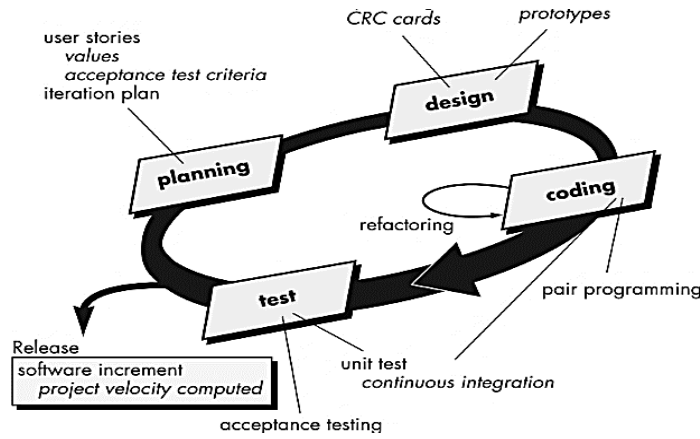 CRC cards
prototypes
user stories
values
acceptance test criteria
iteration plan
design
planning
coding
refactoring
test
pair programming
Release
software increment
project velocity computed
unit test
continuous integration
acceptance testing